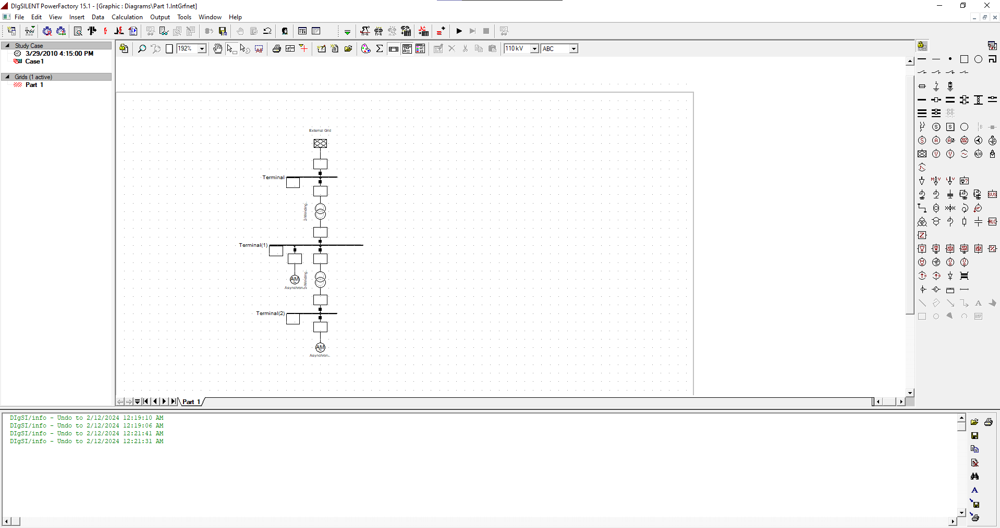 DIgSILENT PowerFactory 15.1 - [Graphic : Diagrams\Part 1.IntGrfnet]
File Edit View Insert Data Calculation Output Tools Window Help
192%
110 kV
ABC
Study Case
3/29/2010 4:15:00 PM
Case1
Grids (1 active)
Part 1
External Grid
Terminal
2-Winding..
Terminal(1)
AM
Asynchron..
2-Winding..
Terminal(2)
AM
Asynchron..
Part 1
DIgSI/info - Undo to 2/12/2024 12:19:10 AM
DIgSI/info - Undo to 2/12/2024 12:19:06 AM
DIgSI/info - Undo to 2/12/2024 12:21:41 AM
DIgSI/info - Undo to 2/12/2024 12:21:31 AM
SVS
RLC
Z
A
BMP
A